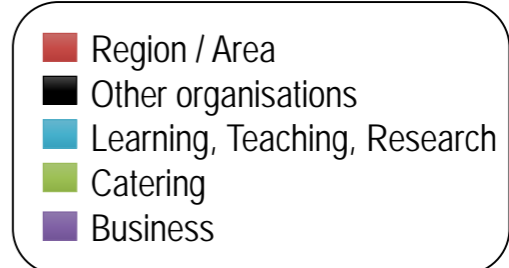 Region / Area
Other organisations
Learning, Teaching, Research
Catering
Business